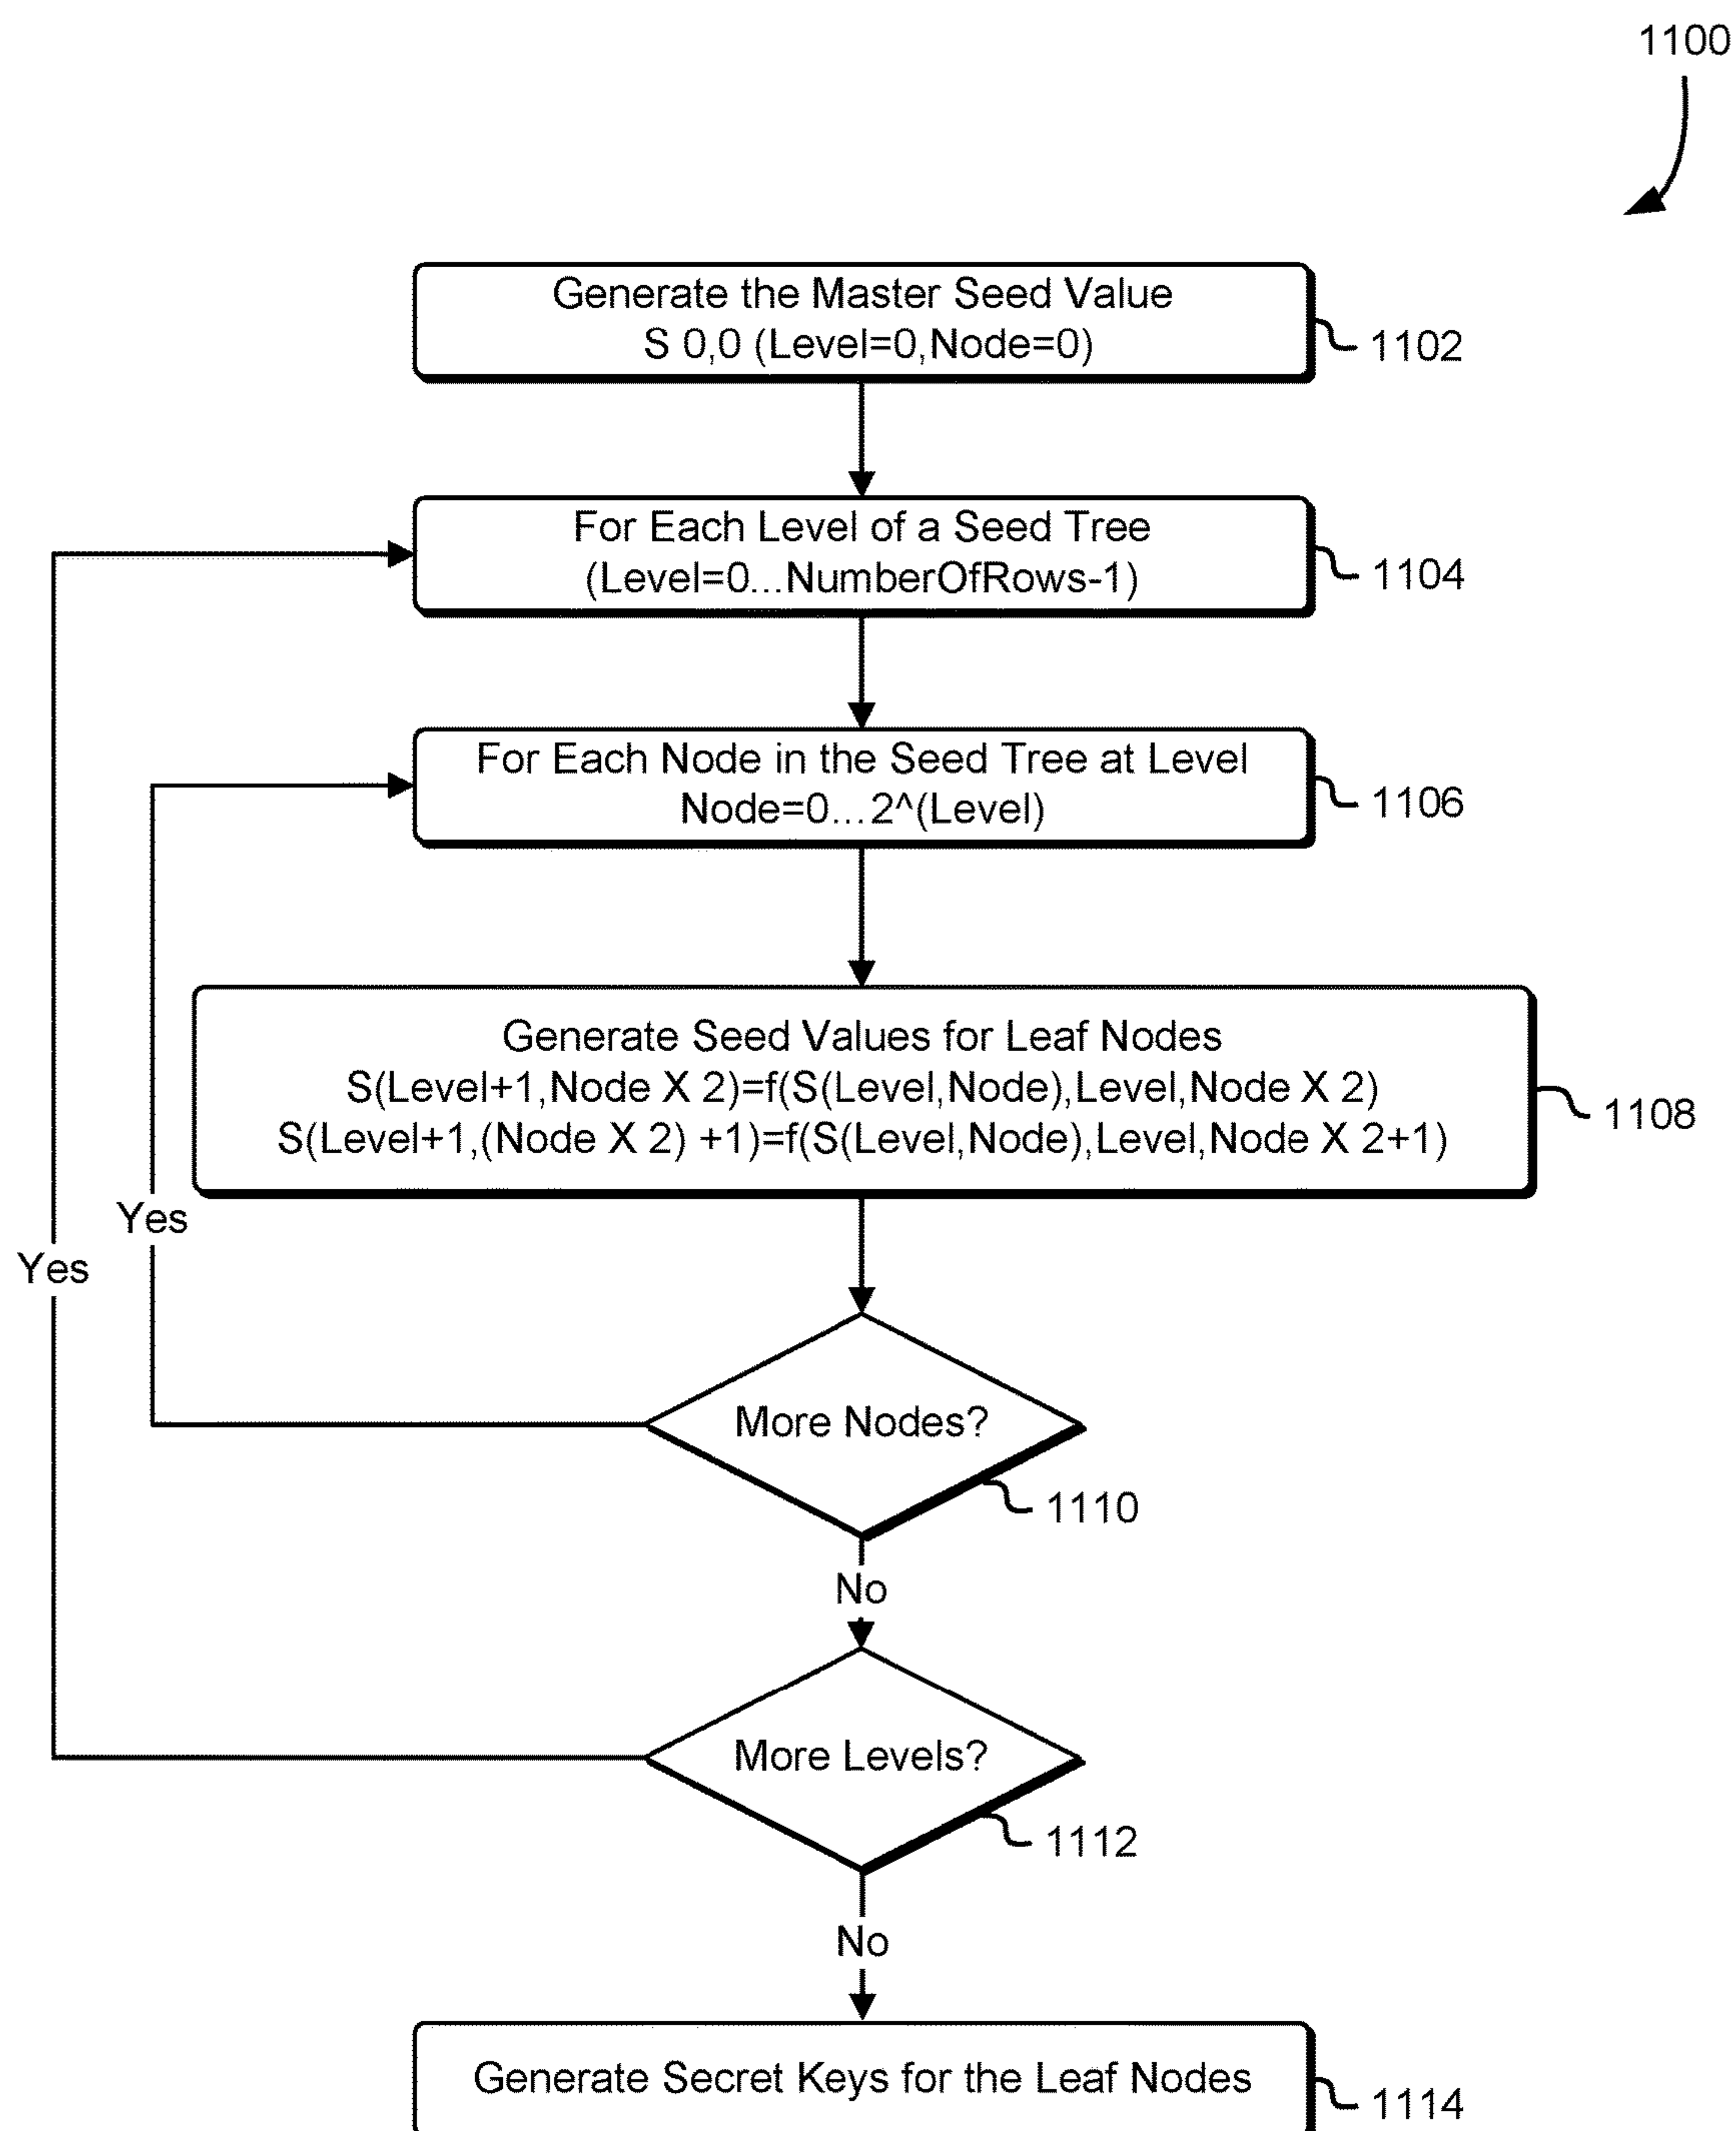 1100
Generate the Master Seed Value
S 0,0 (Level=0,Node=0)
1102
For Each Level of a Seed Tree
(Level=0...NumberOfRows-1)
1104
For Each Node in the Seed Tree at Level
Node=0...2^(Level)
1106
Generate Seed Values for Leaf Nodes
S(Level+1,Node X 2)=f(S(Level,Node),Level,Node X 2)
S(Level+1,(Node X 2) +1)=f(S(Level,Node),Level,Node X 2+1)
1108
Yes
Yes
More Nodes?
1110
No
More Levels?
1112
No
Generate Secret Keys for the Leaf Nodes
1114